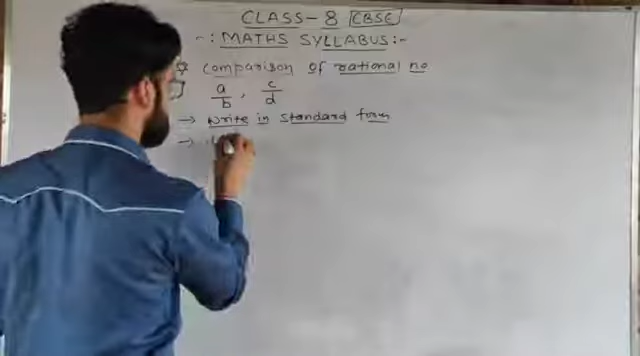 CLASS-8 CBSE
-: MATHS SYLLABUS:-
Comparison of rational no
a/b, c/d
→ write in standard form
→